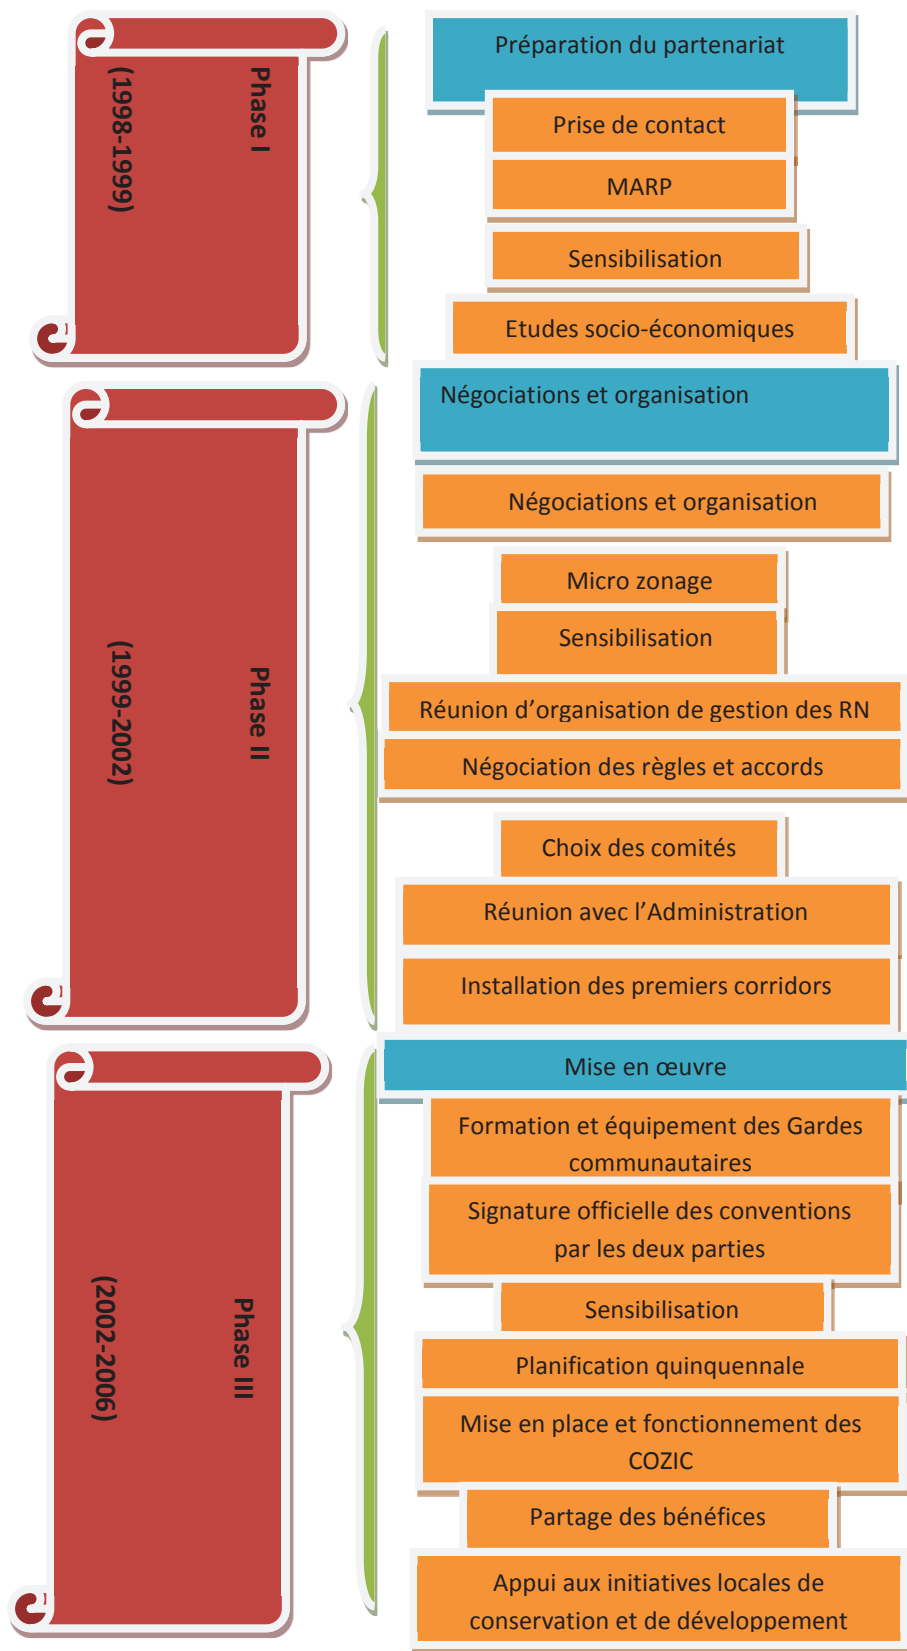 Phase I
(1998-1999)
Préparation du partenariat
Prise de contact
MARP
Sensibilisation
Etudes socio-économiques
Phase II
(1999-2002)
Négociations et organisation
Négociations et organisation
Micro zonage
Sensibilisation
Réunion d’organisation de gestion des RN
Négociation des règles et accords
Choix des comités
Réunion avec l’Administration
Installation des premiers corridors
Phase III
(2002-2006)
Mise en œuvre
Formation et équipement des Gardes
communautaires
Signature officielle des conventions
par les deux parties
Sensibilisation
Planification quinquennale
Mise en place et fonctionnement des
COZIC
Partage des bénéfices
Appui aux initiatives locales de
conservation et de développement